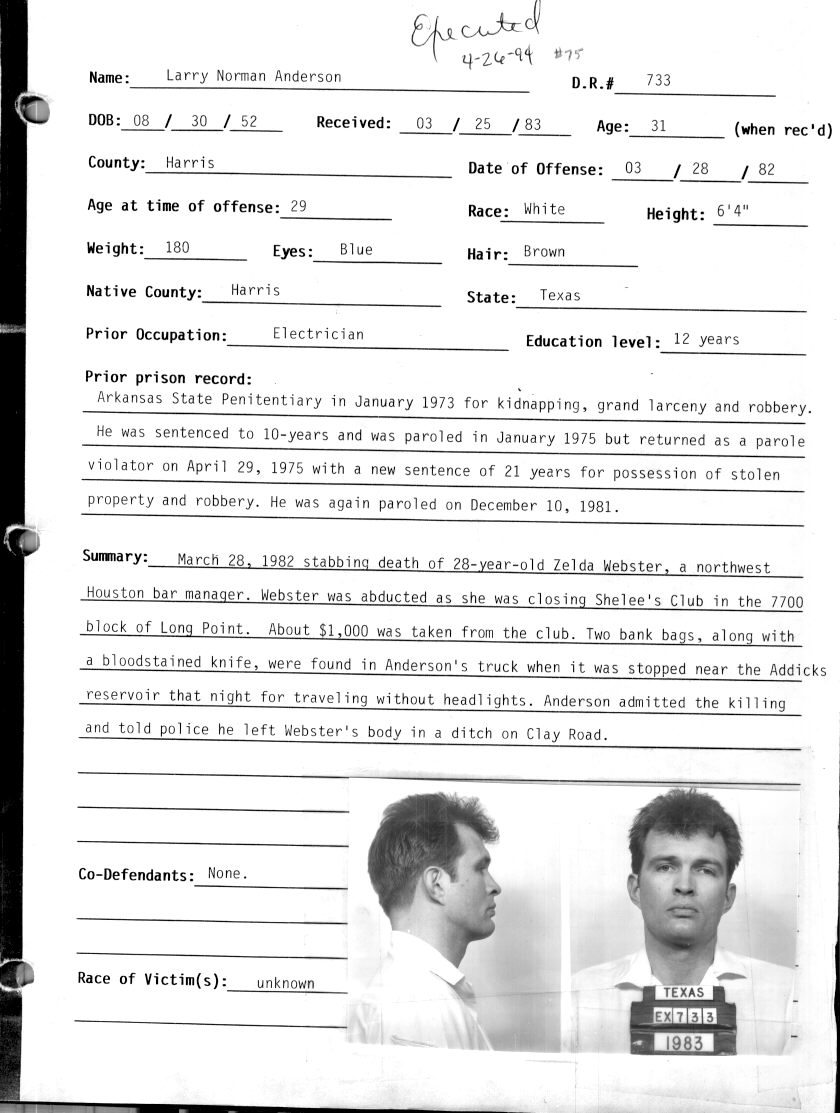 Executed
4-26-94 #75
Name: Larry Norman Anderson D.R.# 733
DOB: 08 / 30 / 52 Received: 03 / 25 / 83 Age: 31 (when rec'd)
County: Harris Date of Offense: 03 / 28 / 82
Age at time of offense: 29 Race: White Height: 6'4"
Weight: 180 Eyes: Blue Hair: Brown
Native County: Harris State: Texas
Prior Occupation: Electrician Education level: 12 years
Prior prison record:
Arkansas State Penitentiary in January 1973 for kidnapping, grand larceny and robbery.
He was sentenced to 10-years and was paroled in January 1975 but returned as a parole
violator on April 29, 1975 with a new sentence of 21 years for possession of stolen
property and robbery. He was again paroled on December 10, 1981.
Summary: March 28, 1982 stabbing death of 28-year-old Zelda Webster, a northwest
Houston bar manager. Webster was abducted as she was closing Shelee's Club in the 7700
block of Long Point. About $1,000 was taken from the club. Two bank bags, along with
a bloodstained knife, were found in Anderson's truck when it was stopped near the Addicks
reservoir that night for traveling without headlights. Anderson admitted the killing
and told police he left Webster's body in a ditch on Clay Road.
Co-Defendants: None.
Race of Victim(s): unknown
TEXAS
EX 7 3 3
1983